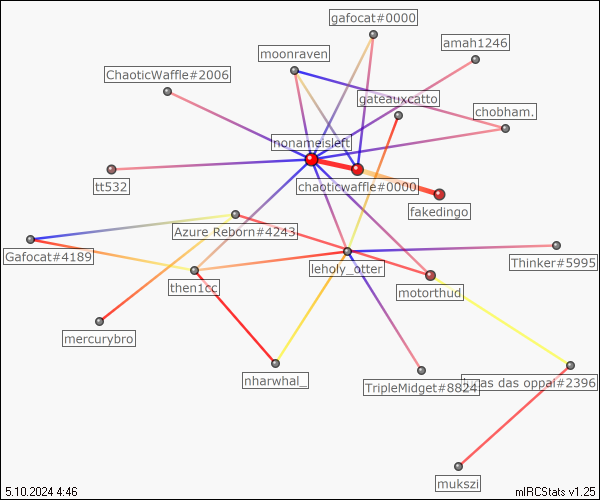 gafocat#0000
amah1246
moonraven
ChaoticWaffle#2006
gateauxcatto
chobham.
nonameisleft
chaoticwaffle#0000
tt532
fakedingo
Azure Reborn#4243
Gafocat#4189
Thinker#5995
leholy_otter
then1cc
motorthud
mercurybro
nharwhal_
TripleMidget#8824
das oppai#2396
mukszi
5.10.2024 4:46
mIRCStats v1.25